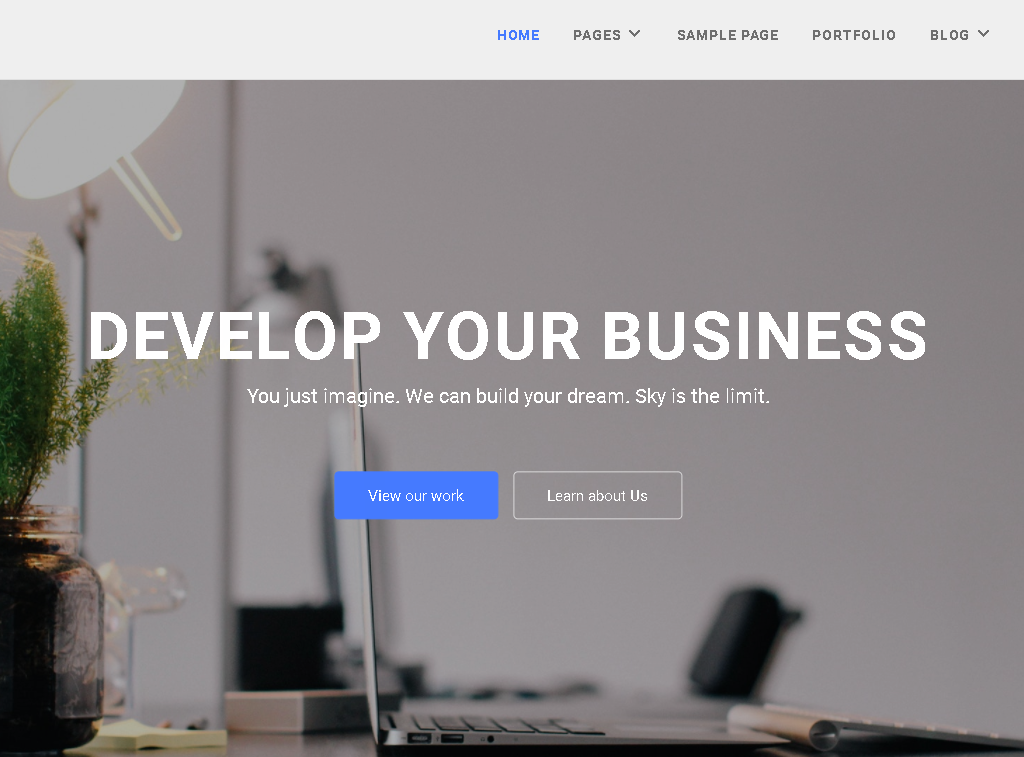 HOME PAGES SAMPLE PAGE PORTFOLIO BLOG
DEVELOP YOUR BUSINESS
You just imagine. We can build your dream. Sky is the limit.
View our work Learn about Us